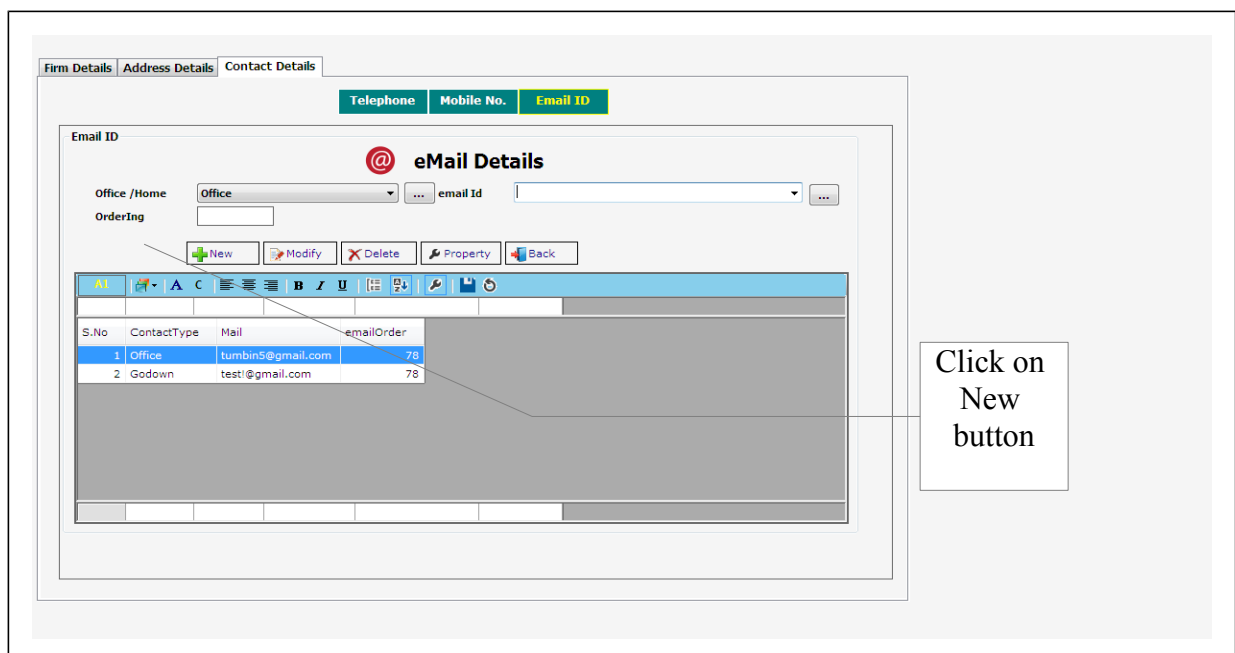 Firm Details Address Details Contact Details
Telephone Mobile No. Email ID
Email ID
@ eMail Details
Office /Home Office ... email Id ...
OrderIng
New Modify Delete Property Back
A1 A C B I U
S.No ContactType Mail emailOrder
1 Office tumbin5@gmail.com 78
2 Godown test!@gmail.com 78
Click on
New
button